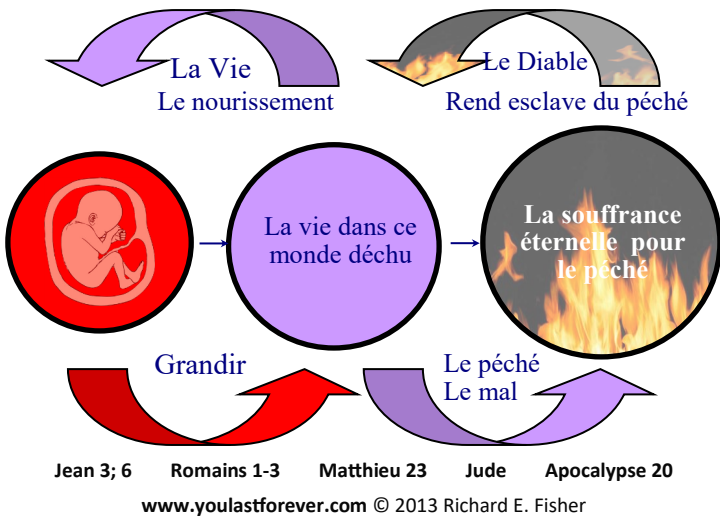 La Vie
Le nourissement
Le Diable
Rend esclave du péché
La vie dans ce
monde déchu
La souffrance
éternelle pour
le péché
Grandir
Le péché
Le mal
Jean 3; 6 Romains 1-3 Matthieu 23 Jude Apocalypse 20
www.youlastforever.com © 2013 Richard E. Fisher